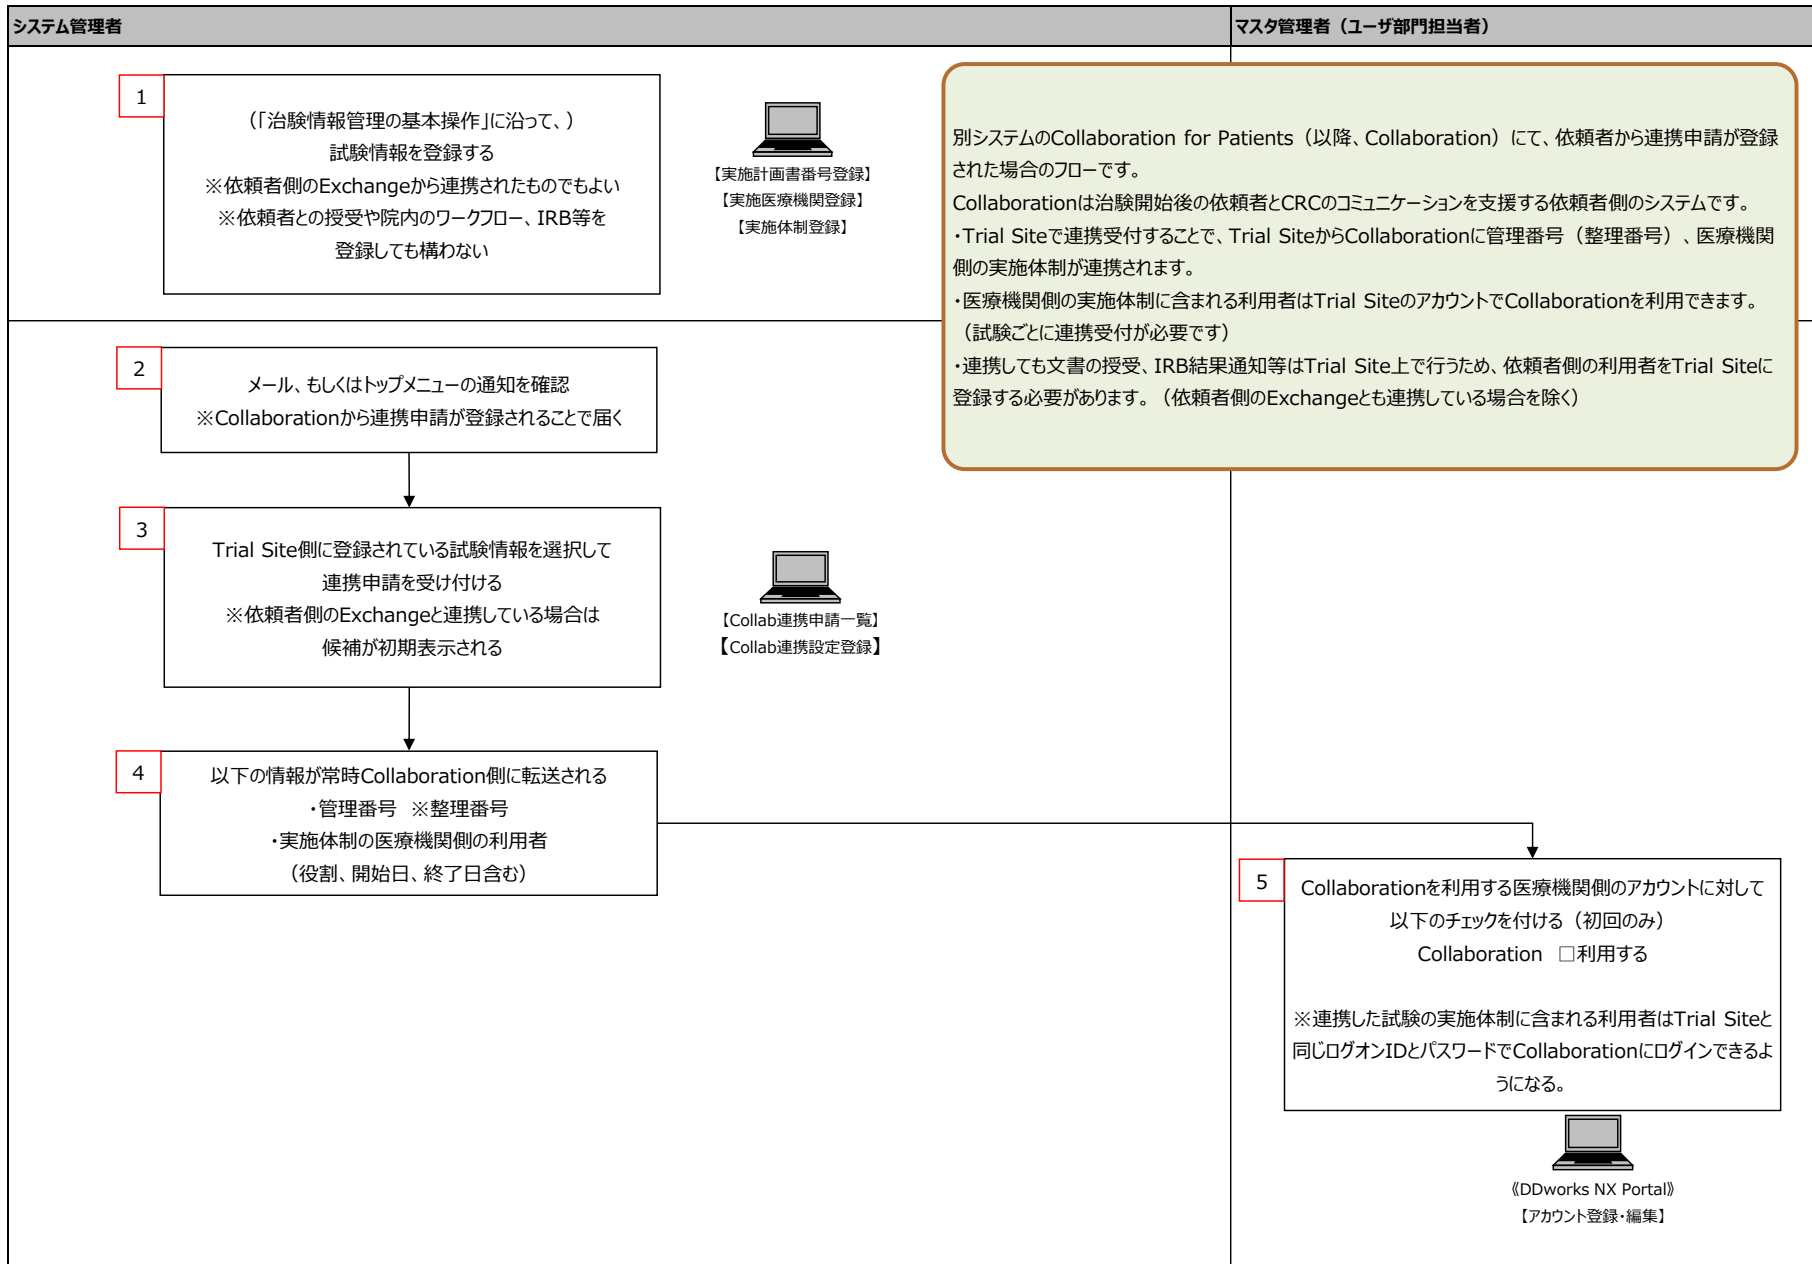 システム管理者
マスタ管理者（ユーザ部門担当者）
1
（「治験情報管理の基本操作」に沿って、）
試験情報を登録する
※依頼者側のExchangeから連携されたものでもよい
※依頼者との授受や院内のワークフロー、IRB等を
登録しても構わない
【実施計画書番号登録】
【実施医療機関登録】
【実施体制登録】
別システムのCollaboration for Patients（以降、Collaboration）にて、依頼者から連携申請が登録
された場合のフローです。
Collaborationは治験開始後の依頼者とCRCのコミュニケーションを支援する依頼者側のシステムです。
・Trial Siteで連携受付することで、Trial SiteからCollaborationに管理番号（整理番号）、医療機関
側の実施体制が連携されます。
・医療機関側の実施体制に含まれる利用者はTrial SiteのアカウントでCollaborationを利用できます。
（試験ごとに連携受付が必要です）
・連携しても文書の授受、IRB結果通知等はTrial Site上で行うため、依頼者側の利用者をTrial Siteに
登録する必要があります。（依頼者側のExchangeとも連携している場合を除く）
2
メール、もしくはトップメニューの通知を確認
※Collaborationから連携申請が登録されることで届く
3
Trial Site側に登録されている試験情報を選択して
連携申請を受け付ける
※依頼者側のExchangeと連携している場合は
候補が初期表示される
【Collab連携申請一覧】
【Collab連携設定登録】
4
以下の情報が常時Collaboration側に転送される
・管理番号　※整理番号
・実施体制の医療機関側の利用者
（役割、開始日、終了日含む）
5
Collaborationを利用する医療機関側のアカウントに対して
以下のチェックを付ける（初回のみ）
Collaboration　□利用する
※連携した試験の実施体制に含まれる利用者はTrial Siteと
同じログオンIDとパスワードでCollaborationにログインできるよ
うになる。
《DDworks NX Portal》
【アカウント登録・編集】